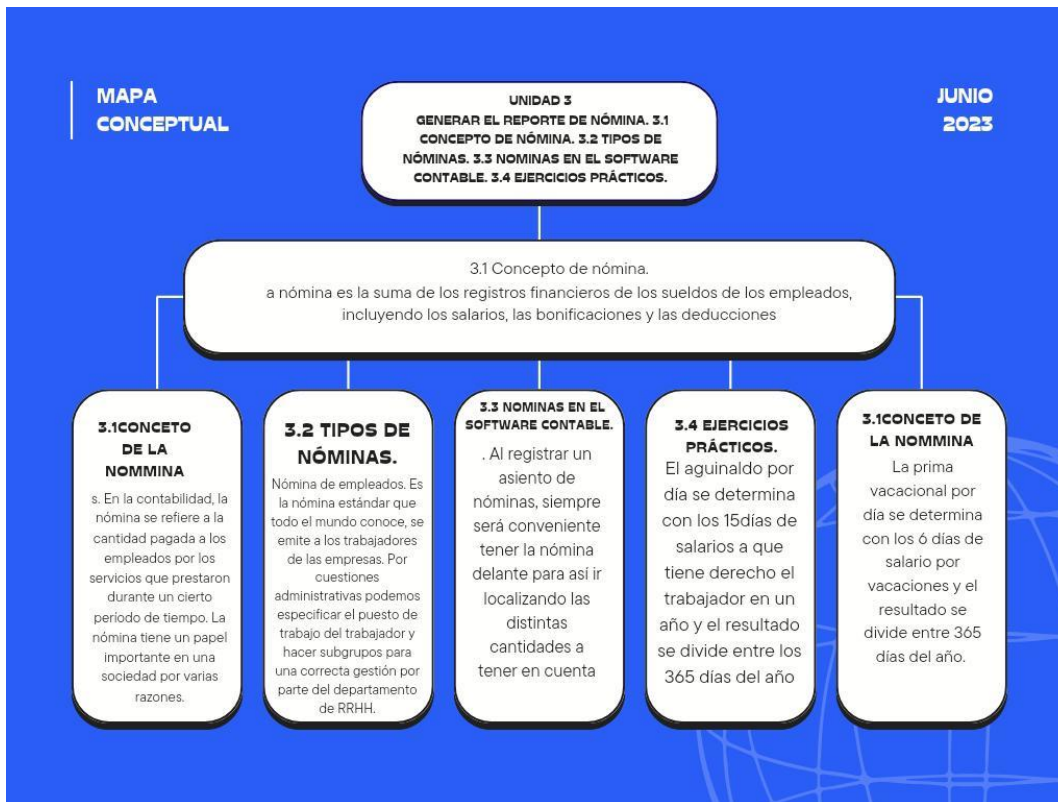 MAPA
CONCEPTUAL
JUNIO
2023
UNIDAD 3
GENERAR EL REPORTE DE NÓMINA. 3.1
CONCEPTO DE NÓMINA. 3.2 TIPOS DE
NÓMINAS. 3.3 NOMINAS EN EL SOFTWARE
CONTABLE. 3.4 EJERCICIOS PRÁCTICOS.
3.1 Concepto de nómina.
a nómina es la suma de los registros financieros de los sueldos de los empleados,
incluyendo los salarios, las bonificaciones y las deducciones
3.1CONCETO
DE LA
NOMMINA
s. En la contabilidad, la
nómina se refiere a la
cantidad pagada a los
empleados por los
servicios que prestaron
durante un cierto
período de tiempo. La
nómina tiene un papel
importante en una
sociedad por varias
razones.
3.2 TIPOS DE
NÓMINAS.
Nómina de empleados. Es
la nómina estándar que
todo el mundo conoce, se
emite a los trabajadores
de las empresas. Por
cuestiones
administrativas podemos
especificar el puesto de
trabajo del trabajador y
hacer subgrupos para
una correcta gestión por
parte del departamento
de RRHH.
3.3 NOMINAS EN EL
SOFTWARE CONTABLE.
. Al registrar un
asiento de
nóminas, siempre
será conveniente
tener la nómina
delante para así ir
localizando las
distintas
cantidades a
tener en cuenta
3.4 EJERCICIOS
PRÁCTICOS.
El aguinaldo por
día se determina
con los 15días de
salarios a que
tiene derecho el
trabajador en un
año y el resultado
se divide entre los
365 días del año
3.1CONCETO DE
LA NOMMINA
La prima
vacacional por
día se determina
con los 6 días de
salario por
vacaciones y el
resultado se
divide entre 365
días del año.